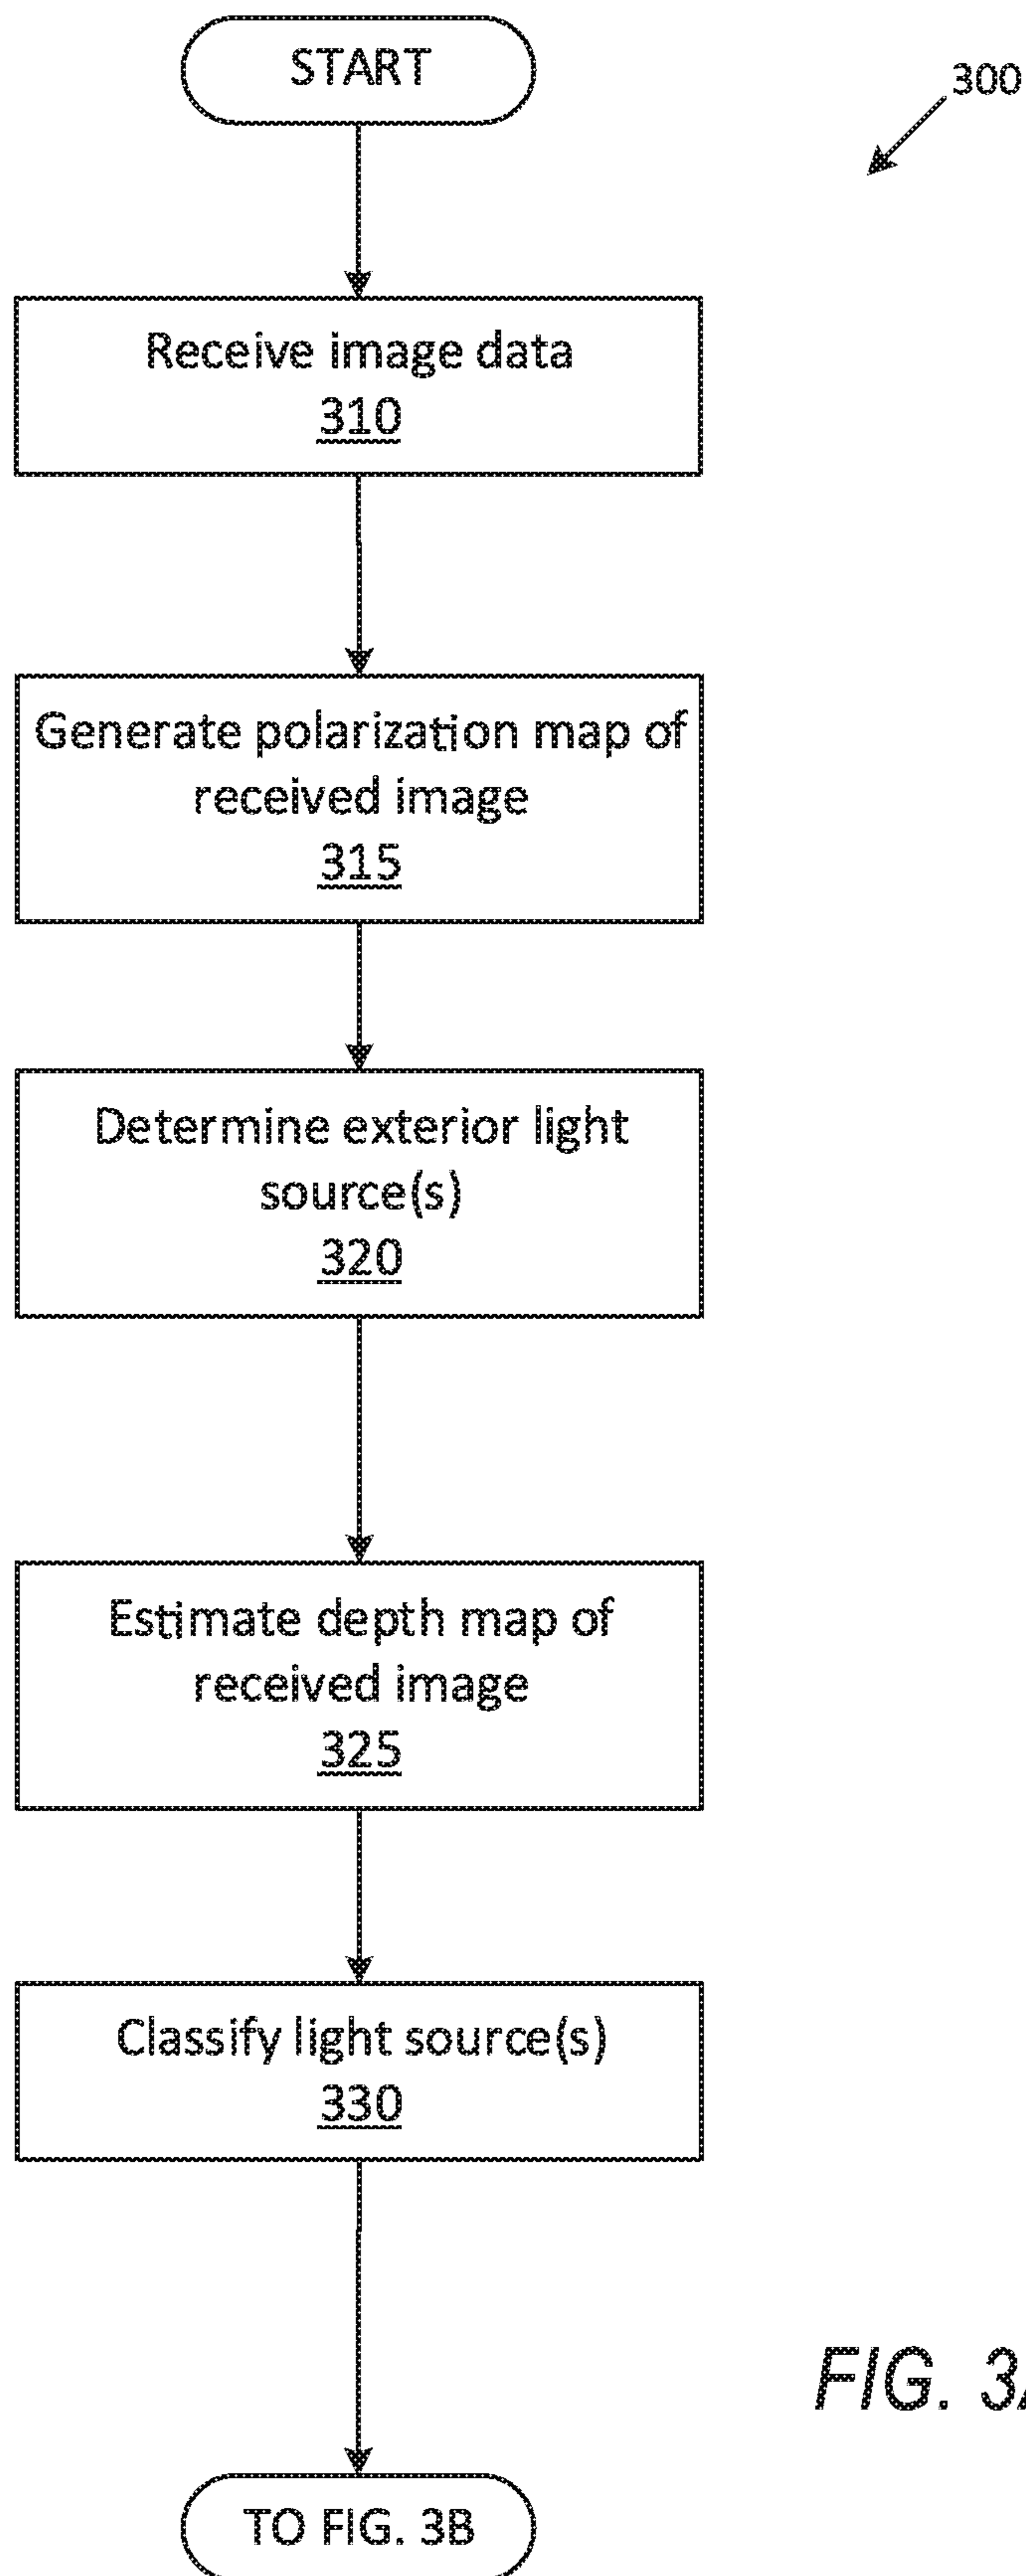 START
300
Receive image data
310
Generate polarization map of
received image
315
Determine exterior light
source(s)
320
Estimate depth map of
received image
325
Classify light source(s)
330
FIG. 3A
TO FIG. 3B